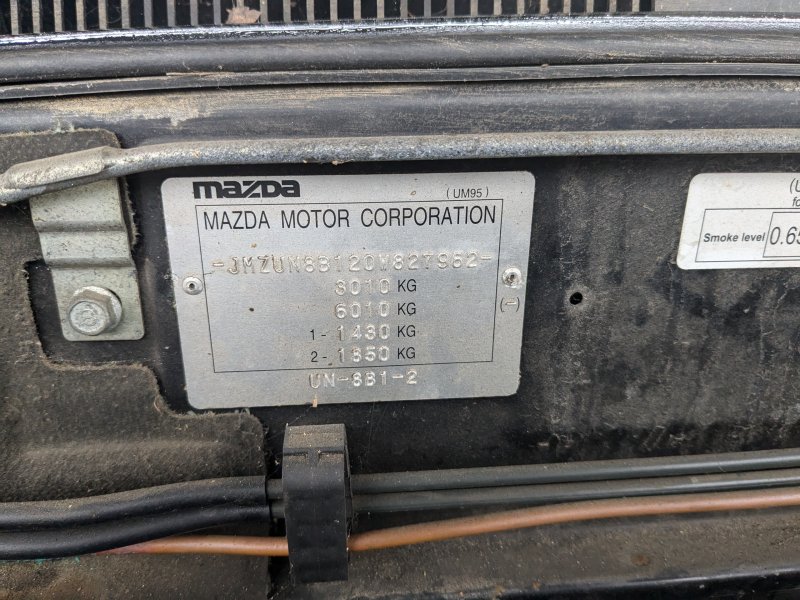 mazda (UM95)
MAZDA MOTOR CORPORATION
-JMZUN8B120W827952-
3010 KG
6010 KG
1- 1430 KG
2- 1850 KG
(-)
UN-8B1-2
Smoke level